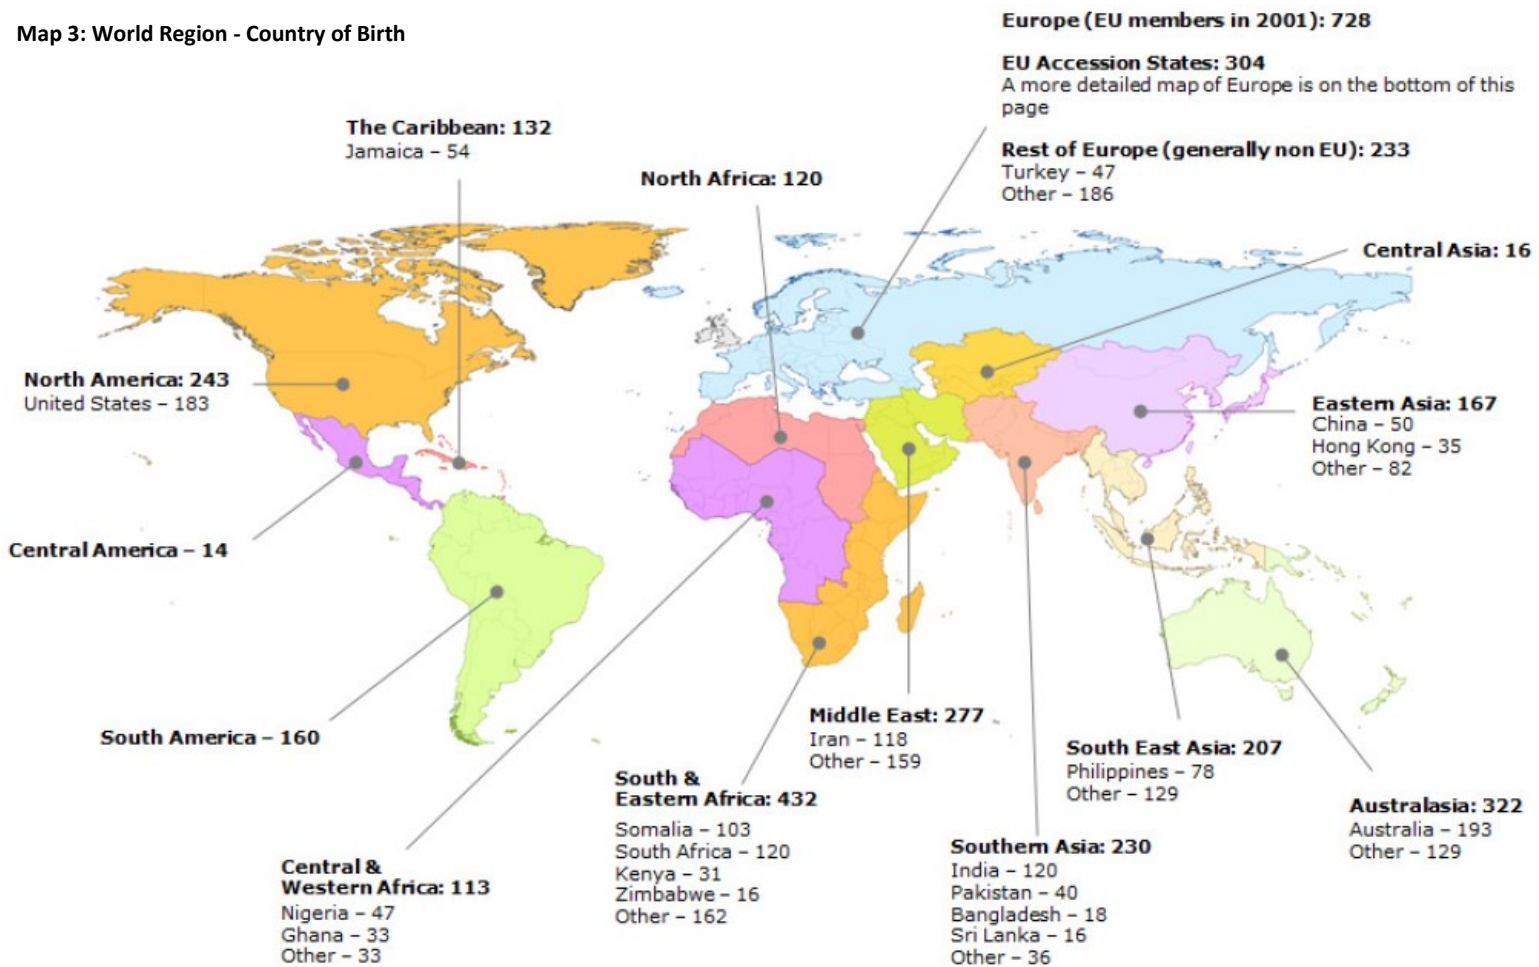 Map 3: World Region - Country of Birth
Europe (EU members in 2001): 728
EU Accession States: 304
A more detailed map of Europe is on the bottom of this
page
Rest of Europe (generally non EU): 233
Turkey – 47
Other – 186
The Caribbean: 132
Jamaica – 54
North Africa: 120
Central Asia: 16
North America: 243
United States – 183
Eastern Asia: 167
China – 50
Hong Kong – 35
Other – 82
Central America – 14
South America – 160
Middle East: 277
Iran – 118
Other – 159
South East Asia: 207
Philippines – 78
Other – 129
South &
Eastern Africa: 432
Somalia – 103
South Africa – 120
Kenya – 31
Zimbabwe – 16
Other – 162
Australasia: 322
Australia – 193
Other – 129
Southern Asia: 230
India – 120
Pakistan – 40
Bangladesh – 18
Sri Lanka – 16
Other – 36
Central &
Western Africa: 113
Nigeria – 47
Ghana – 33
Other – 33